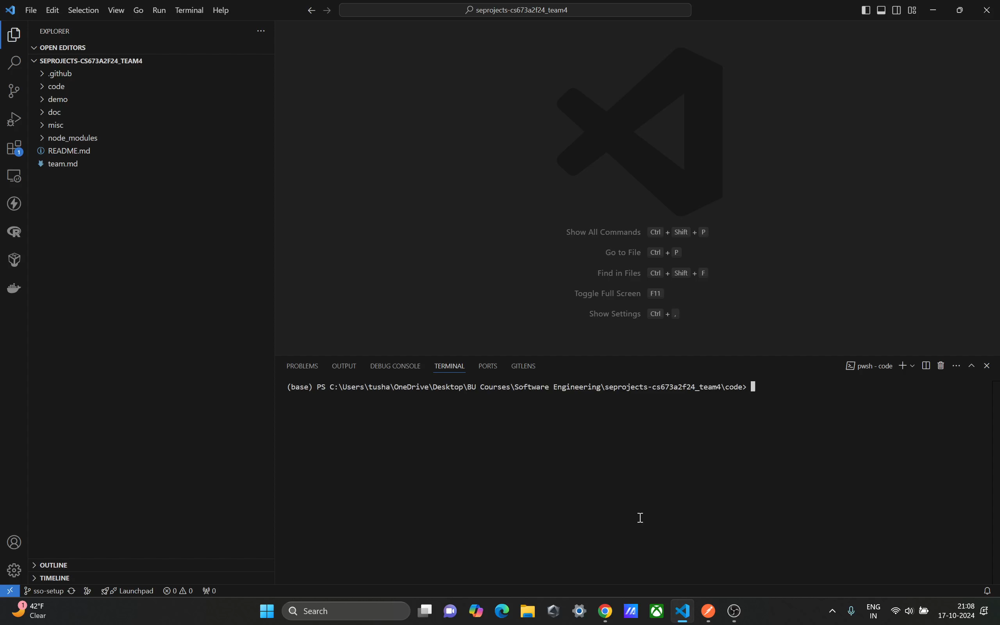 File Edit Selection View Go Run Terminal Help
seprojects-cs673a2f24_team4
EXPLORER
OPEN EDITORS
SEPROJECTS-CS673A2F24_TEAM4
.github
code
demo
doc
misc
node_modules
README.md
team.md
1
Show All Commands Ctrl + Shift + P
Go to File Ctrl + P
Find in Files Ctrl + Shift + F
Toggle Full Screen F11
Show Settings Ctrl + ,
PROBLEMS OUTPUT DEBUG CONSOLE TERMINAL PORTS GITLENS
pwsh - code
(base) PS C:\Users\tusha\OneDrive\Desktop\BU Courses\Software Engineering\seprojects-cs673a2f24_team4\code>
OUTLINE
TIMELINE
sso-setup Launchpad 0 0 0
1
42°F
Clear
Search
ENG
IN
21:08
17-10-2024